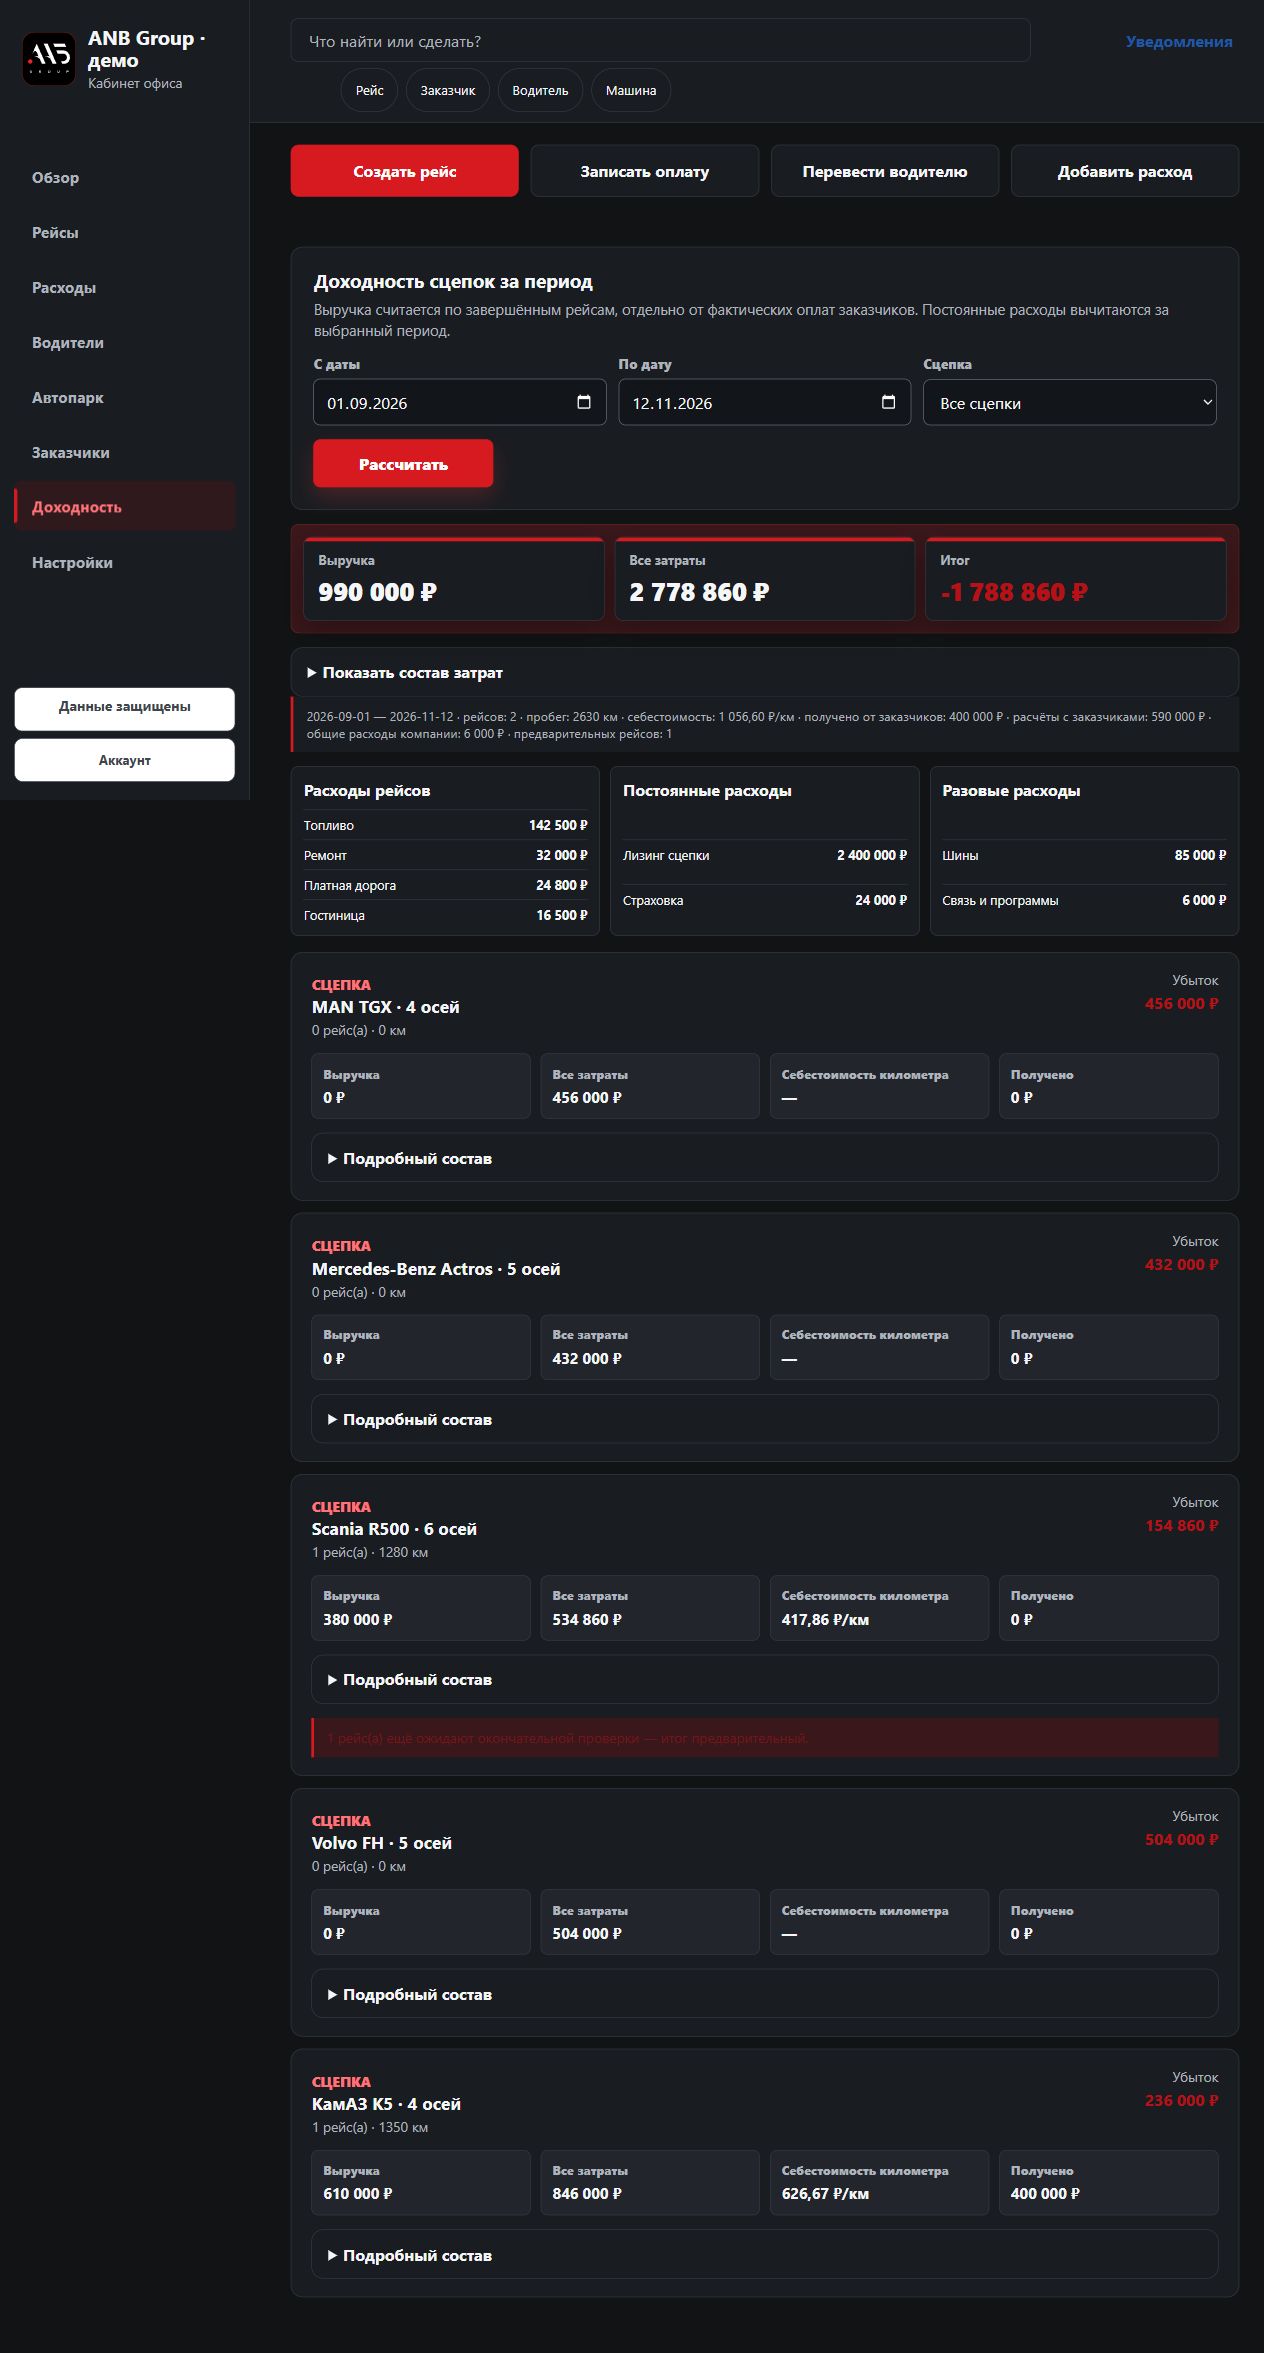 ANB Group ·
демо
Кабинет офиса
Что найти или сделать?
Уведомления
Рейс
Заказчик
Водитель
Машина
Обзор
Рейсы
Расходы
Водители
Автопарк
Заказчики
Доходность
Настройки
Данные защищены
Аккаунт
Создать рейс
Записать оплату
Перевести водителю
Добавить расход
Доходность сцепок за период
Выручка считается по завершённым рейсам, отдельно от фактических оплат заказчиков. Постоянные расходы вычитаются за
выбранный период.
С даты
По дату
Сцепка
01.09.2026
12.11.2026
Все сцепки
Рассчитать
Выручка
990 000 ₽
Все затраты
2 778 860 ₽
Итог
-1 788 860 ₽
Показать состав затрат
2026-09-01 — 2026-11-12 · рейсов: 2 · пробег: 2630 км · себестоимость: 1 056,60 ₽/км · получено от заказчиков: 400 000 ₽ · расчёты с заказчиками: 590 000 ₽ ·
общие расходы компании: 6 000 ₽ · предварительных рейсов: 1
Расходы рейсов
Топливо 142 500 ₽
Ремонт 32 000 ₽
Платная дорога 24 800 ₽
Гостиница 16 500 ₽
Постоянные расходы
Лизинг сцепки 2 400 000 ₽
Страховка 24 000 ₽
Разовые расходы
Шины 85 000 ₽
Связь и программы 6 000 ₽
СЦЕПКА
MAN TGX · 4 осей
0 рейс(а) · 0 км
Убыток
456 000 ₽
Выручка
0 ₽
Все затраты
456 000 ₽
Себестоимость километра
—
Получено
0 ₽
Подробный состав
СЦЕПКА
Mercedes-Benz Actros · 5 осей
0 рейс(а) · 0 км
Убыток
432 000 ₽
Выручка
0 ₽
Все затраты
432 000 ₽
Себестоимость километра
—
Получено
0 ₽
Подробный состав
СЦЕПКА
Scania R500 · 6 осей
1 рейс(а) · 1280 км
Убыток
154 860 ₽
Выручка
380 000 ₽
Все затраты
534 860 ₽
Себестоимость километра
417,86 ₽/км
Получено
0 ₽
Подробный состав
1 рейс(а) ещё ожидают окончательной проверки — итог предварительный.
СЦЕПКА
Volvo FH · 5 осей
0 рейс(а) · 0 км
Убыток
504 000 ₽
Выручка
0 ₽
Все затраты
504 000 ₽
Себестоимость километра
—
Получено
0 ₽
Подробный состав
СЦЕПКА
КамАЗ К5 · 4 осей
1 рейс(а) · 1350 км
Убыток
236 000 ₽
Выручка
610 000 ₽
Все затраты
846 000 ₽
Себестоимость километра
626,67 ₽/км
Получено
400 000 ₽
Подробный состав